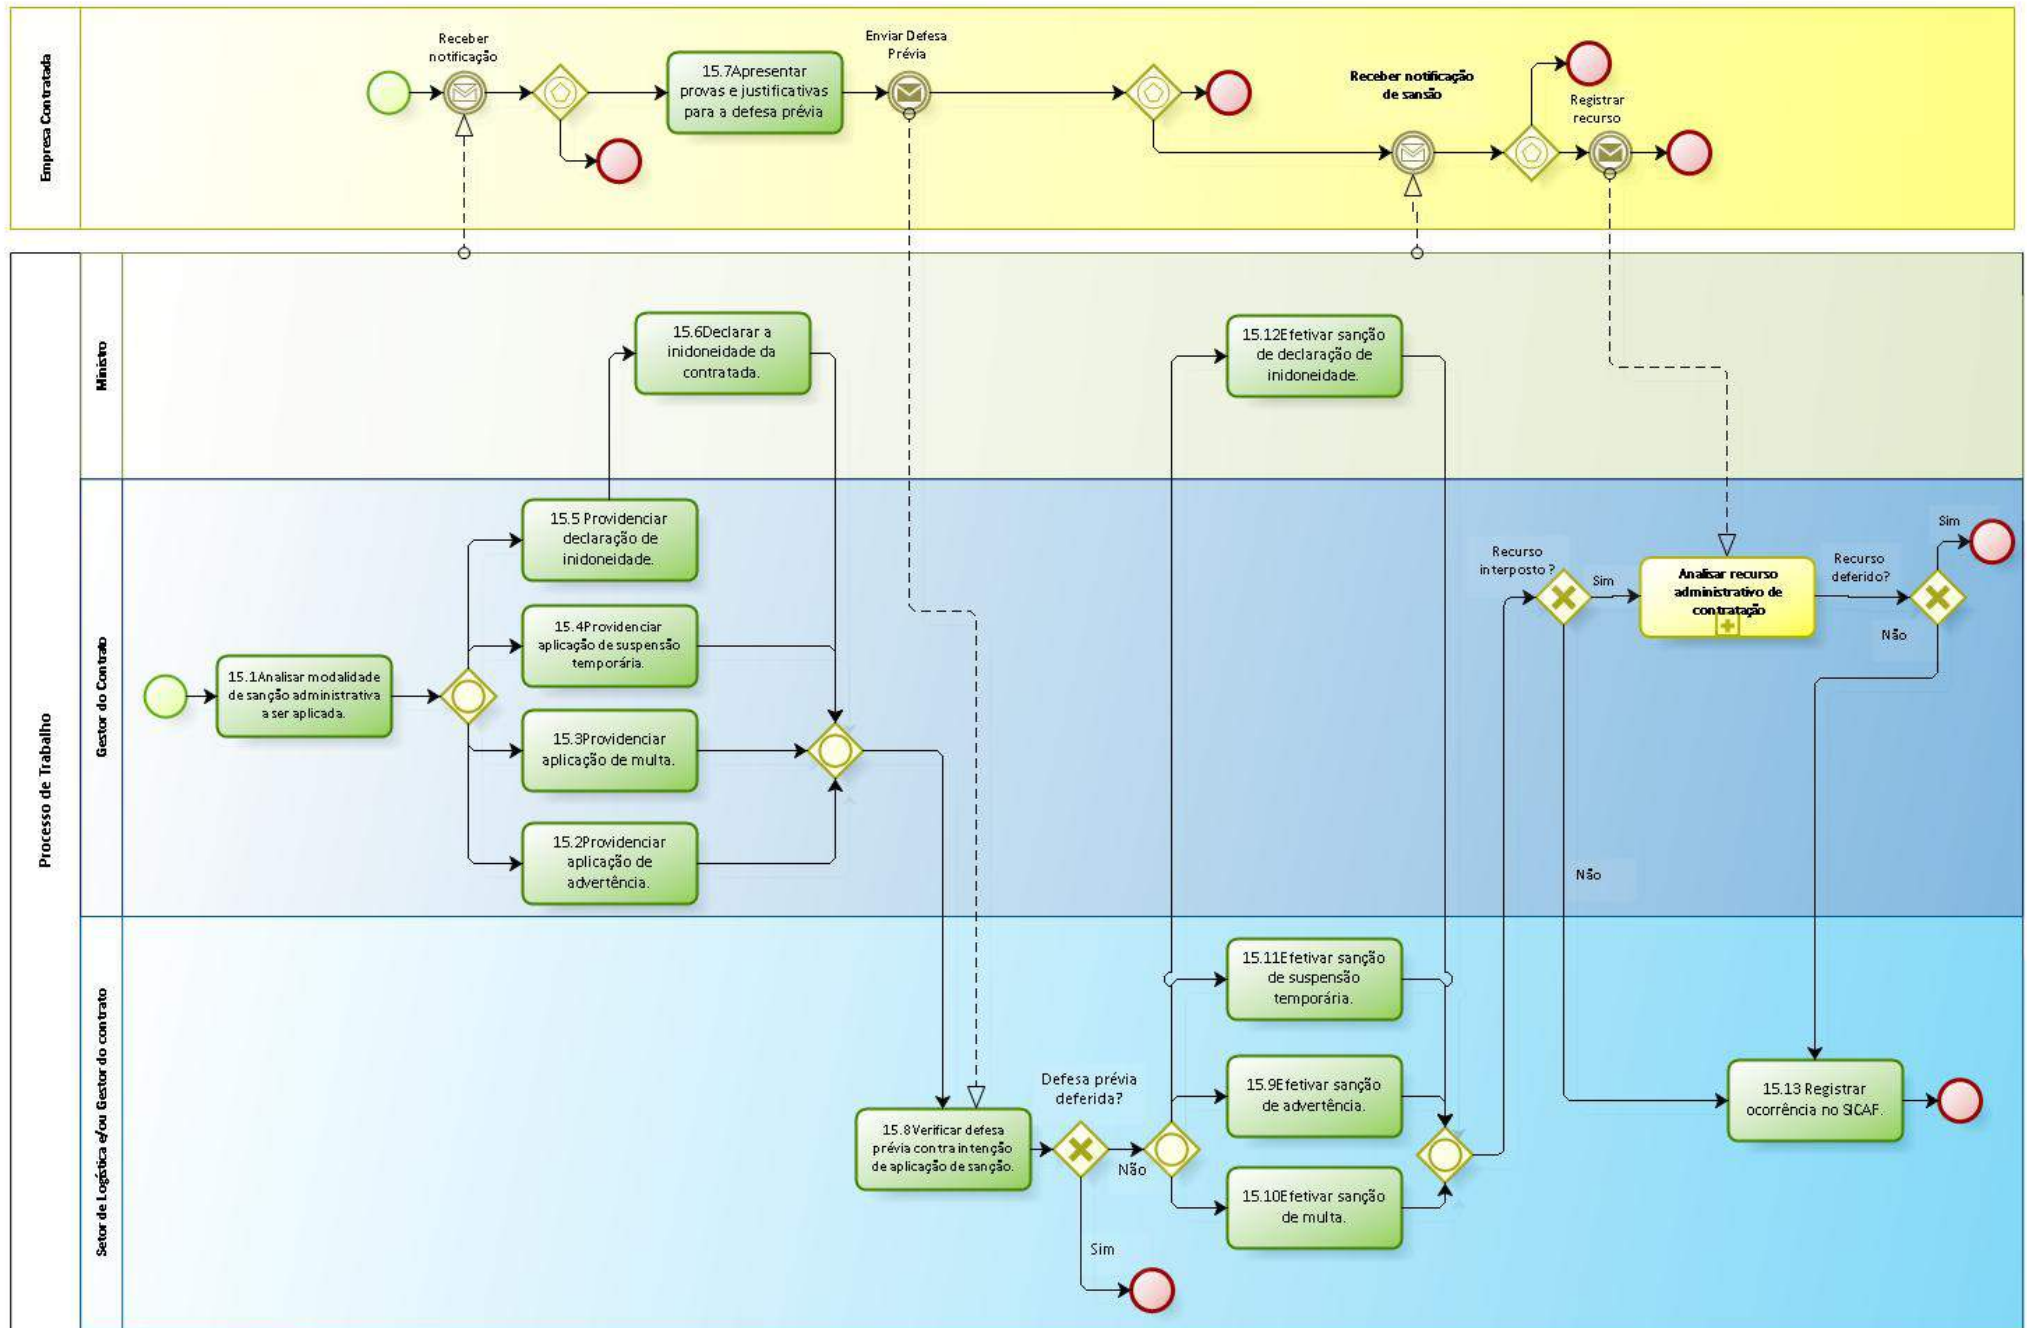 Empresa Contratada
Receber
notificação
15.7Apresentar
provas e justificativas
para a defesa prévia
Enviar Defesa
Prévia
Receber notificação
de sansão
Registrar
recurso
Processo de Trabalho
Ministro
15.6Declarar a
inidoneidade da
contratada.
15.12Efetivar sanção
de declaração de
inidoneidade.
Gestor do Contrato
15.1Analisar modalidade
de sanção administrativa
a ser aplicada.
15.5 Providenciar
declaração de
inidoneidade.
15.4Providenciar
aplicação de suspensão
temporária.
15.3Providenciar
aplicação de multa.
15.2Providenciar
aplicação de
advertência.
Recurso
interposto?
Sim
Não
Analisar recurso
administrativo de
contratação
Recurso
deferido?
Sim
Não
Setor de Logística e/ou Gestor do contrato
15.8Verificar defesa
prévia contra intenção
de aplicação de sanção.
Defesa prévia
deferida?
Não
Sim
15.11Efetivar sanção
de suspensão
temporária.
15.9Efetivar sanção
de advertência.
15.10Efetivar sanção
de multa.
15.13 Registrar
ocorrência no SICAF.